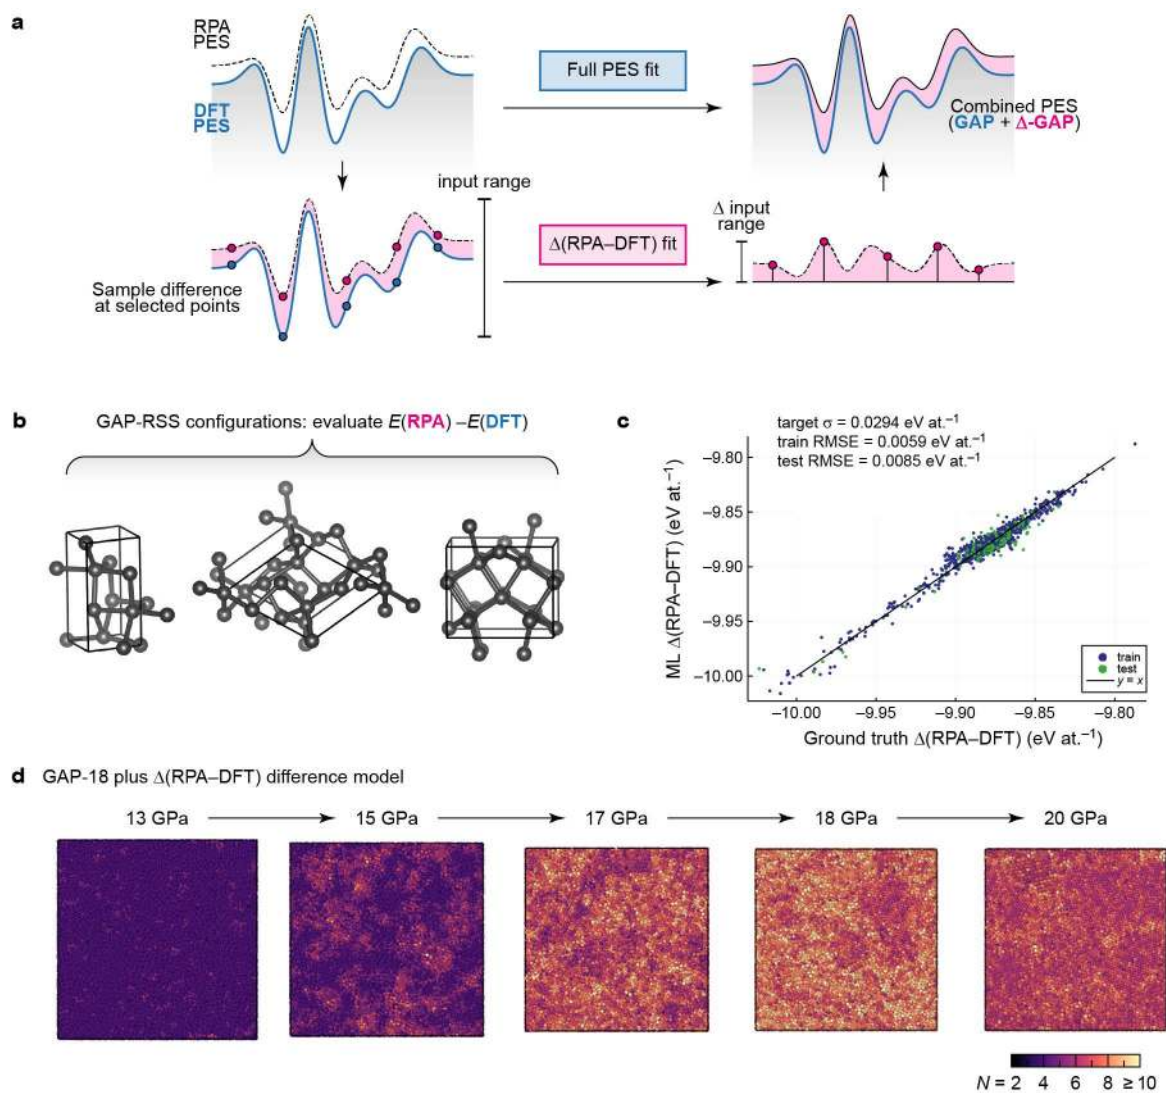 a
RPA
PES
DFT
PES
Full PES fit
Combined PES
(GAP + Δ-GAP)
input range
Δ input
range
Δ(RPA–DFT) fit
Sample difference
at selected points
b
GAP-RSS configurations: evaluate E(RPA) –E(DFT)
c
target σ = 0.0294 eV at.⁻¹
train RMSE = 0.0059 eV at.⁻¹
test RMSE = 0.0085 eV at.⁻¹
ML Δ(RPA–DFT) (eV at.⁻¹)
–9.80
–9.85
–9.90
–9.95
–10.00
train
test
y = x
–10.00 –9.95 –9.90 –9.85 –9.80
Ground truth Δ(RPA–DFT) (eV at.⁻¹)
d GAP-18 plus Δ(RPA–DFT) difference model
13 GPa 15 GPa 17 GPa 18 GPa 20 GPa
N = 2 4 6 8 ≥ 10